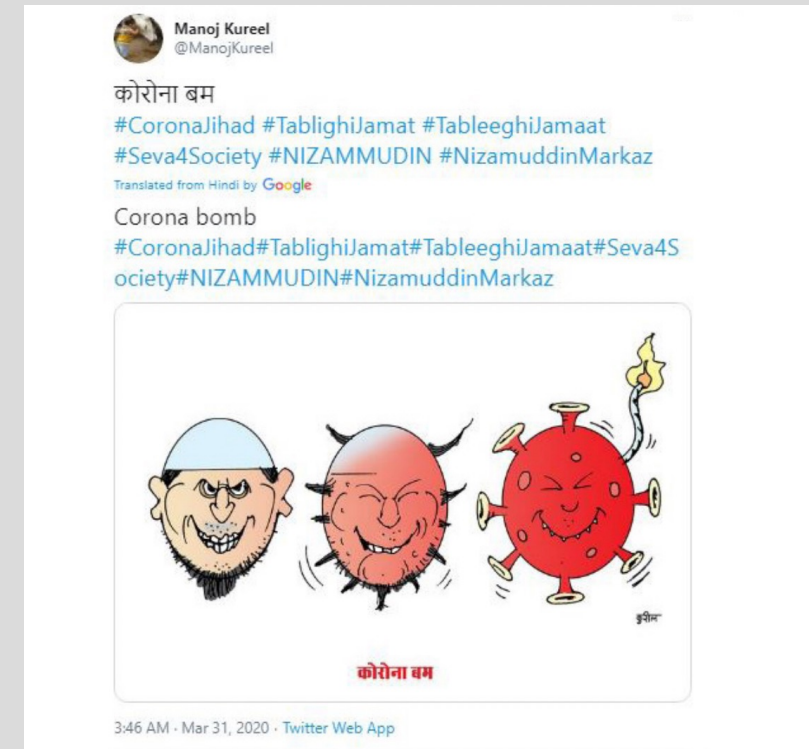 Manoj Kureel
@ManojKureel
कोरोना बम
#CoronaJihad #TablighiJamat #TableeghiJamaat
#Seva4Society #NIZAMMUDIN #NizamuddinMarkaz
Translated from Hindi by Google
Corona bomb
#CoronaJihad#TablighiJamat#TableeghiJamaat#Seva4S
ociety#NIZAMMUDIN#NizamuddinMarkaz
कुरील
कोरोना बम
3:46 AM · Mar 31, 2020 · Twitter Web App